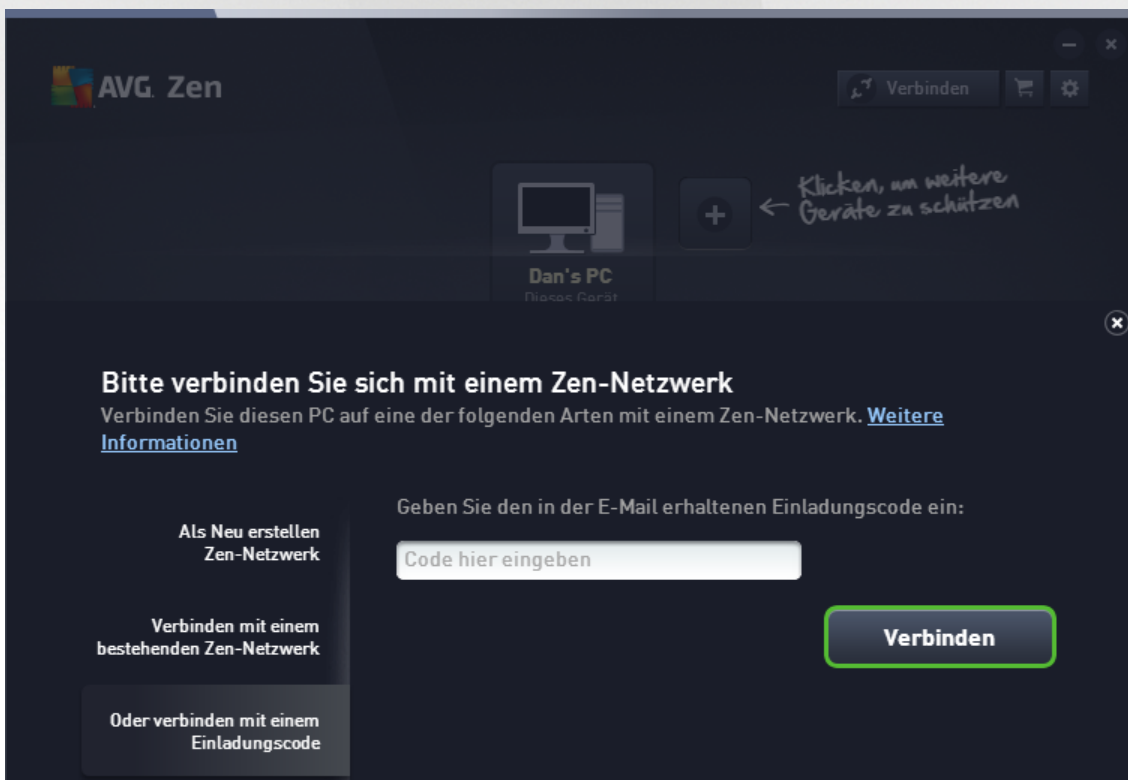 AVG. Zen
Verbinden
Klicken, um weitere
Geräte zu schützen
Dan's PC
Dieses Gerät
Bitte verbinden Sie sich mit einem Zen-Netzwerk
Verbinden Sie diesen PC auf eine der folgenden Arten mit einem Zen-Netzwerk. Weitere
Informationen
Als Neu erstellen
Zen-Netzwerk
Verbinden mit einem
bestehenden Zen-Netzwerk
Oder verbinden mit einem
Einladungscode
Geben Sie den in der E-Mail erhaltenen Einladungscode ein:
Code hier eingeben
Verbinden